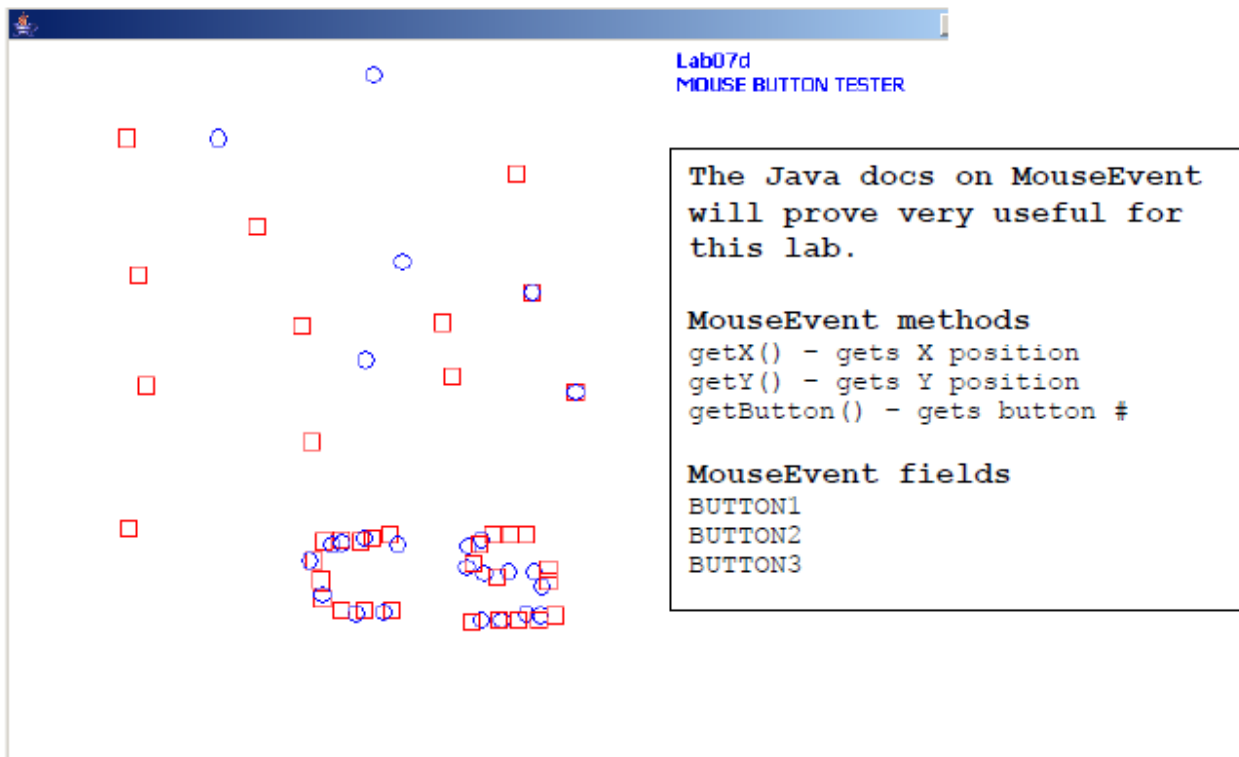 Lab07d
MOUSE BUTTON TESTER
The Java docs on MouseEvent
will prove very useful for
this lab.
MouseEvent methods
getX() – gets X position
getY() – gets Y position
getButton() – gets button #
MouseEvent fields
BUTTON1
BUTTON2
BUTTON3
CS